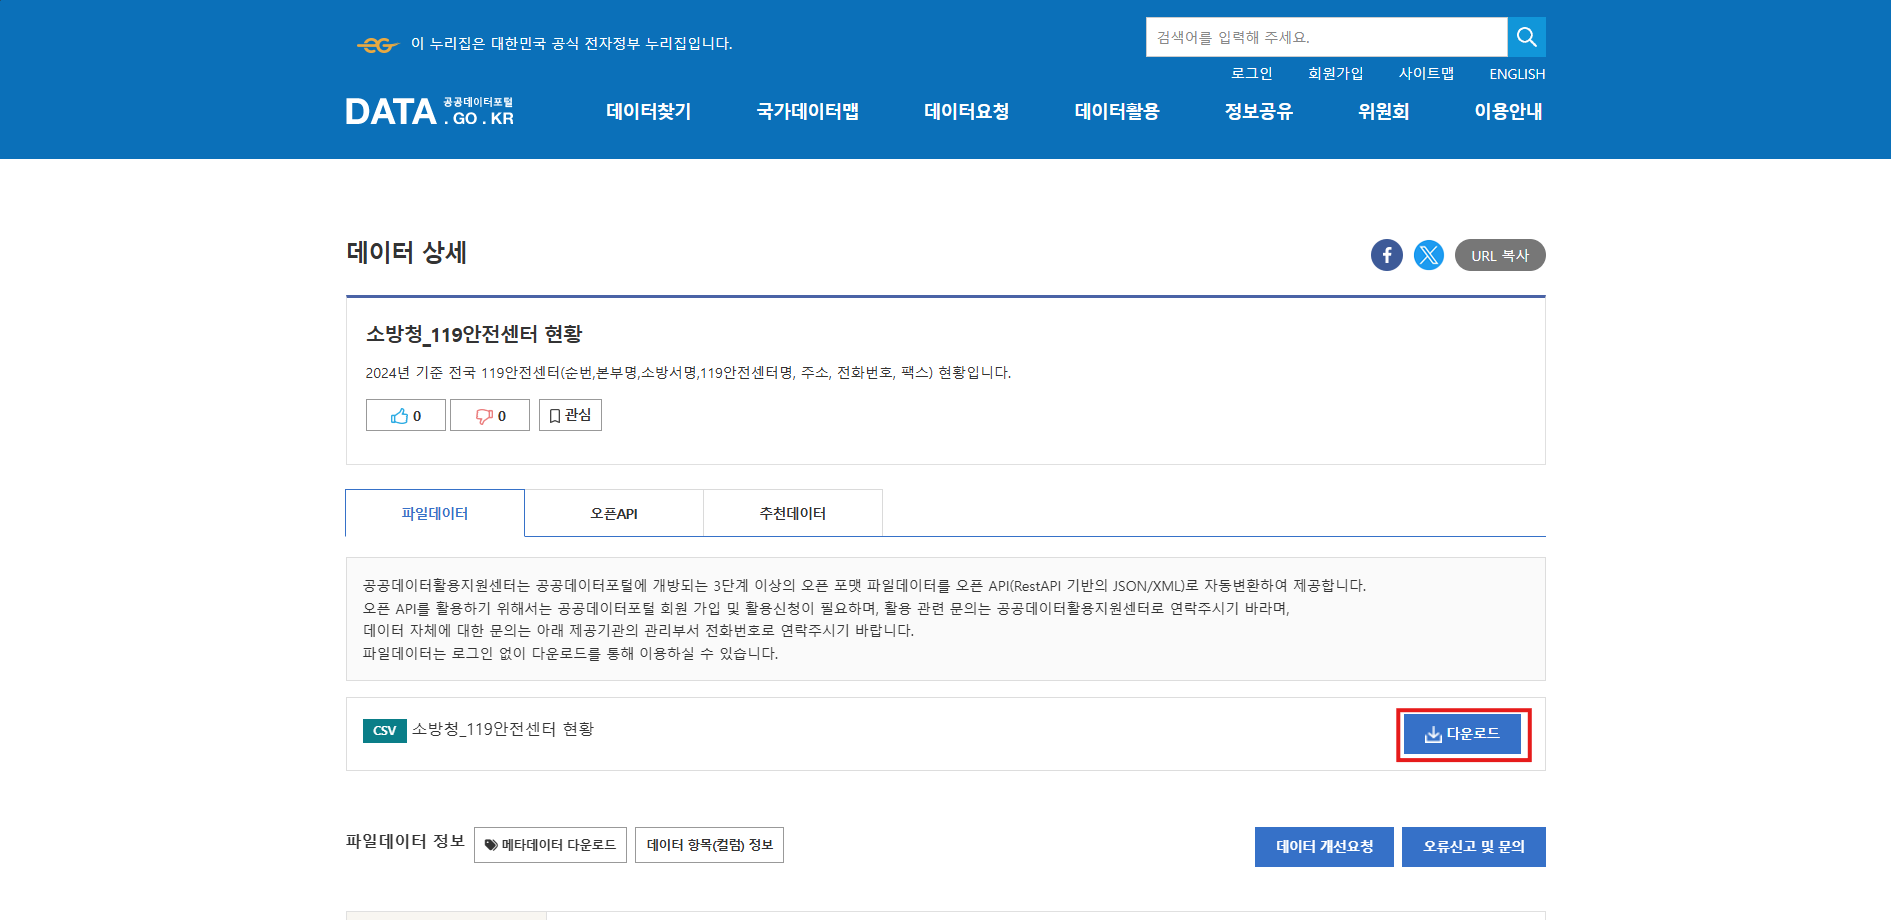 이 누리집은 대한민국 공식 전자정부 누리집입니다.
검색어를 입력해 주세요.
로그인 회원가입 사이트맵 ENGLISH
DATA 공공데이터포털 . GO . KR
데이터찾기 국가데이터맵 데이터요청 데이터활용 정보공유 위원회 이용안내
데이터 상세
URL 복사
소방청_119안전센터 현황
2024년 기준 전국 119안전센터(순번,본부명,소방서명,119안전센터명, 주소, 전화번호, 팩스) 현황입니다.
0 0 관심
파일데이터 오픈API 추천데이터
공공데이터활용지원센터는 공공데이터포털에 개방되는 3단계 이상의 오픈 포맷 파일데이터를 오픈 API(RestAPI 기반의 JSON/XML)로 자동변환하여 제공합니다.
오픈 API를 활용하기 위해서는 공공데이터포털 회원 가입 및 활용신청이 필요하며, 활용 관련 문의는 공공데이터활용지원센터로 연락주시기 바라며,
데이터 자체에 대한 문의는 아래 제공기관의 관리부서 전화번호로 연락주시기 바랍니다.
파일데이터는 로그인 없이 다운로드를 통해 이용하실 수 있습니다.
CSV 소방청_119안전센터 현황
다운로드
파일데이터 정보 메타데이터 다운로드 데이터 항목(컬럼) 정보
데이터 개선요청 오류신고 및 문의